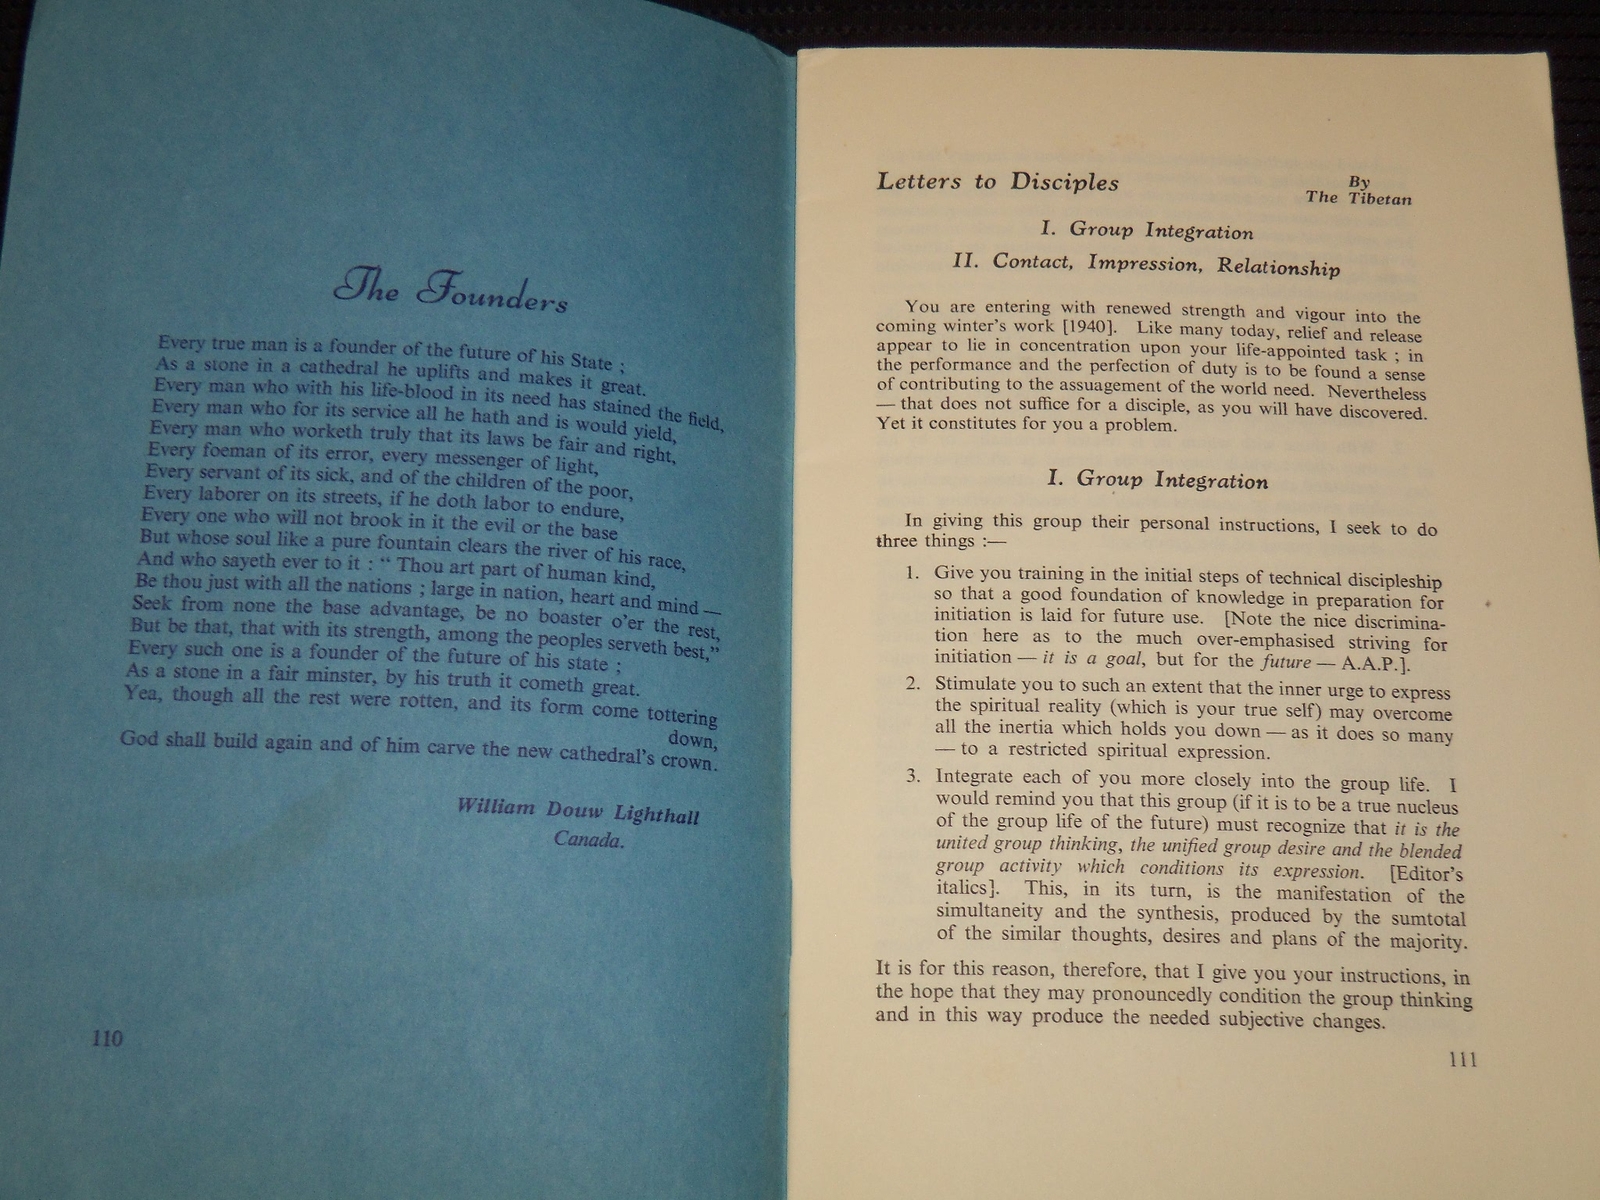 The Founders
Every true man is a founder of the future of his State ;
As a stone in a cathedral he uplifts and makes it great.
Every man who with his life-blood in its need has stained the field,
Every man who for its service all he hath and is would yield,
Every man who worketh truly that its laws be fair and right,
Every foeman of its error, every messenger of light,
Every servant of its sick, and of the children of the poor,
Every laborer on its streets, if he doth labor to endure,
Every one who will not brook in it the evil or the base
But whose soul like a pure fountain clears the river of his race,
And who sayeth ever to it : “ Thou art part of human kind,
Be thou just with all the nations ; large in nation, heart and mind —
Seek from none the base advantage, be no boaster o'er the rest,
But be that, that with its strength, among the peoples serveth best,”
Every such one is a founder of the future of his state ;
As a stone in a fair minster, by his truth it cometh great.
Yea, though all the rest were rotten, and its form come tottering
down,
God shall build again and of him carve the new cathedral's crown.
William Douw Lighthall
Canada.
110
Letters to Disciples
By
The Tibetan
I. Group Integration
II. Contact, Impression, Relationship
You are entering with renewed strength and vigour into the
coming winter's work [1940]. Like many today, relief and release
appear to lie in concentration upon your life-appointed task ; in
the performance and the perfection of duty is to be found a sense
of contributing to the assuagement of the world need. Nevertheless
— that does not suffice for a disciple, as you will have discovered.
Yet it constitutes for you a problem.
I. Group Integration
In giving this group their personal instructions, I seek to do
three things :—
1. Give you training in the initial steps of technical discipleship
so that a good foundation of knowledge in preparation for
initiation is laid for future use. [Note the nice discrimina-
tion here as to the much over-emphasised striving for
initiation — it is a goal, but for the future — A.A.P.].
2. Stimulate you to such an extent that the inner urge to express
the spiritual reality (which is your true self) may overcome
all the inertia which holds you down — as it does so many
— to a restricted spiritual expression.
3. Integrate each of you more closely into the group life. I
would remind you that this group (if it is to be a true nucleus
of the group life of the future) must recognize that it is the
united group thinking, the unified group desire and the blended
group activity which conditions its expression. [Editor's
italics]. This, in its turn, is the manifestation of the
simultaneity and the synthesis, produced by the sumtotal
of the similar thoughts, desires and plans of the majority.
It is for this reason, therefore, that I give you your instructions, in
the hope that they may pronouncedly condition the group thinking
and in this way produce the needed subjective changes.
111